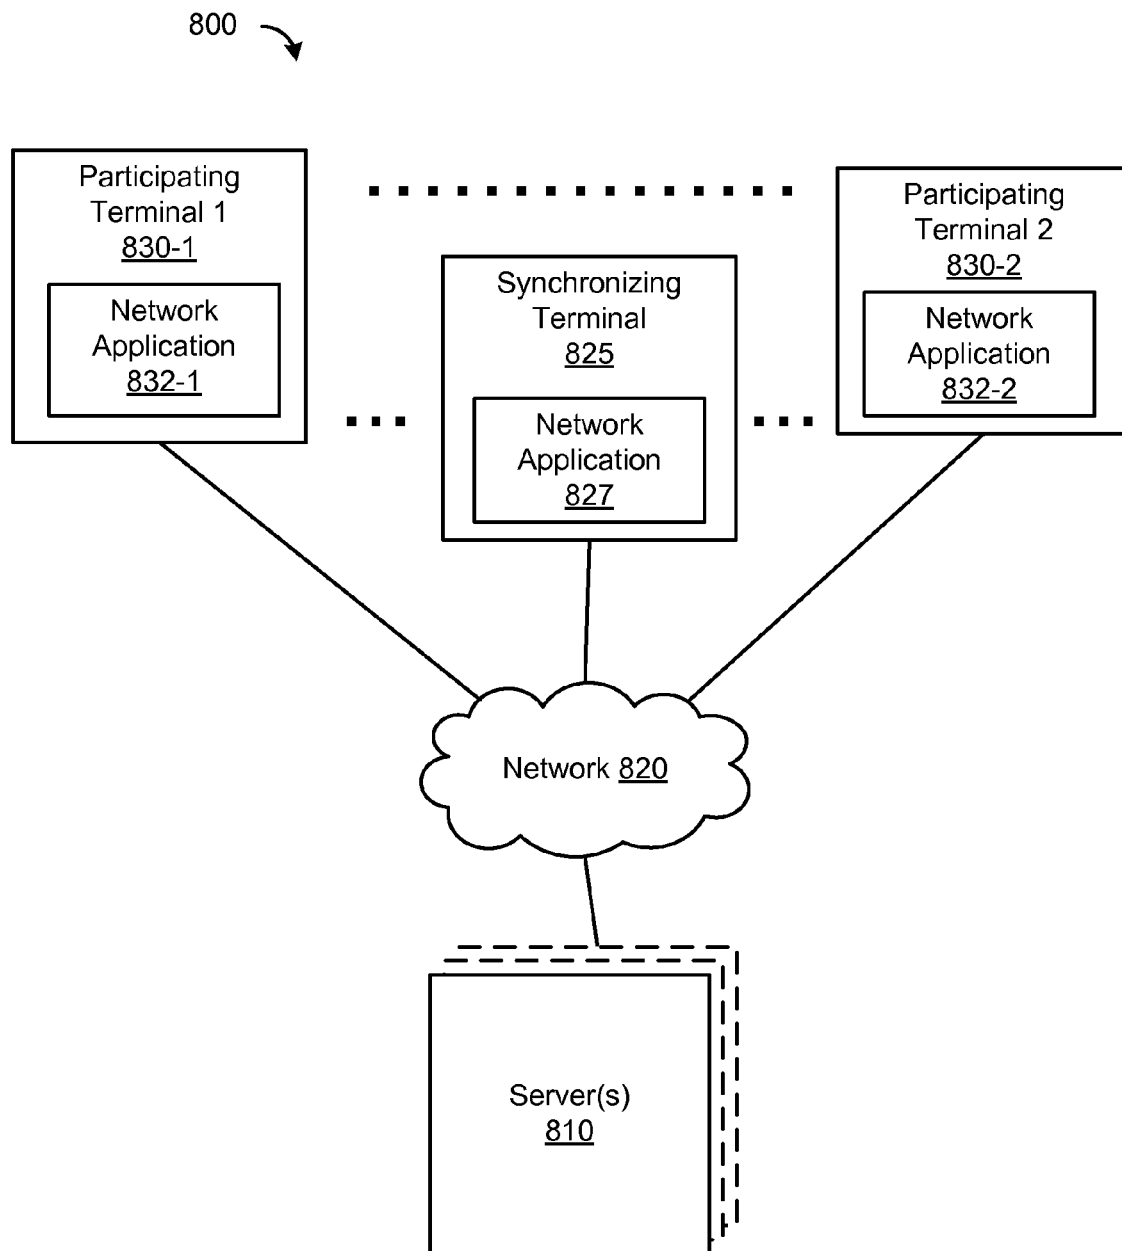 800
Participating
Terminal 1
830-1
Network
Application
832-1
Synchronizing
Terminal
825
Network
Application
827
Participating
Terminal 2
830-2
Network
Application
832-2
Network 820
Server(s)
810